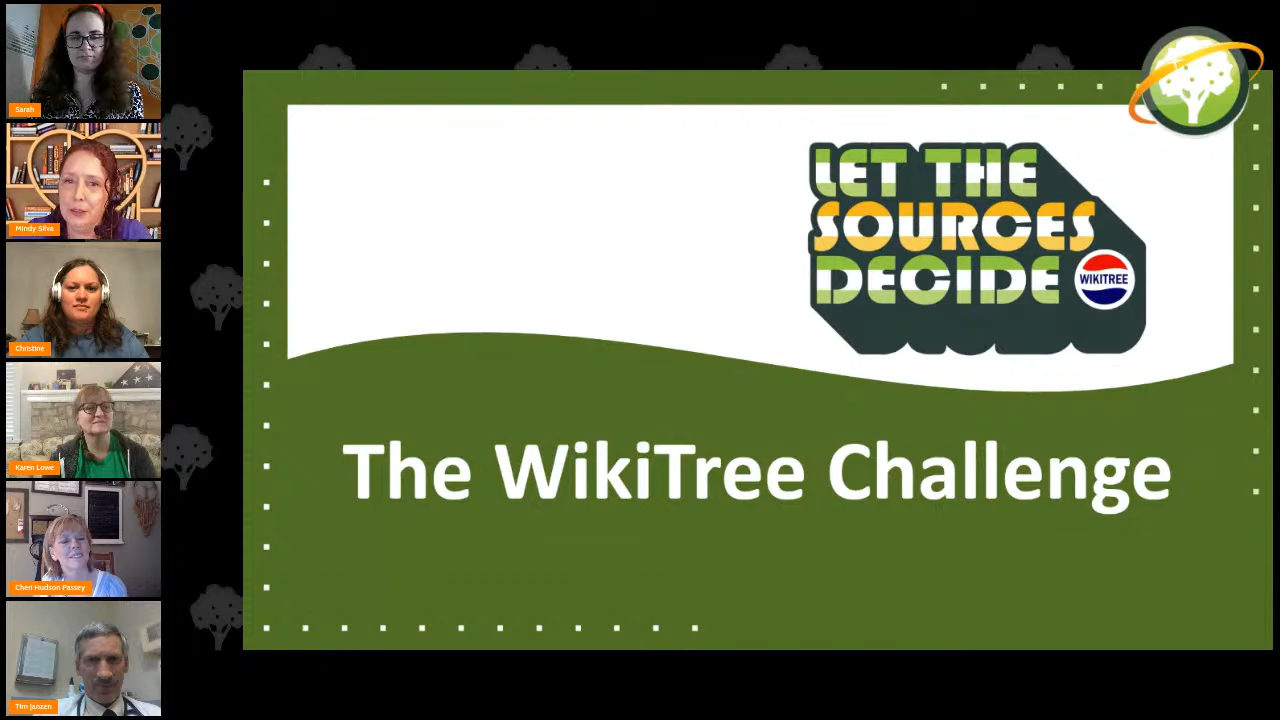 Sarah
Mindy Silva
Christine
Karen Lowe
Cheri Hudson Passey
Tim Janzen
LET THE
SOURCES
DECIDE
WIKITREE
The WikiTree Challenge